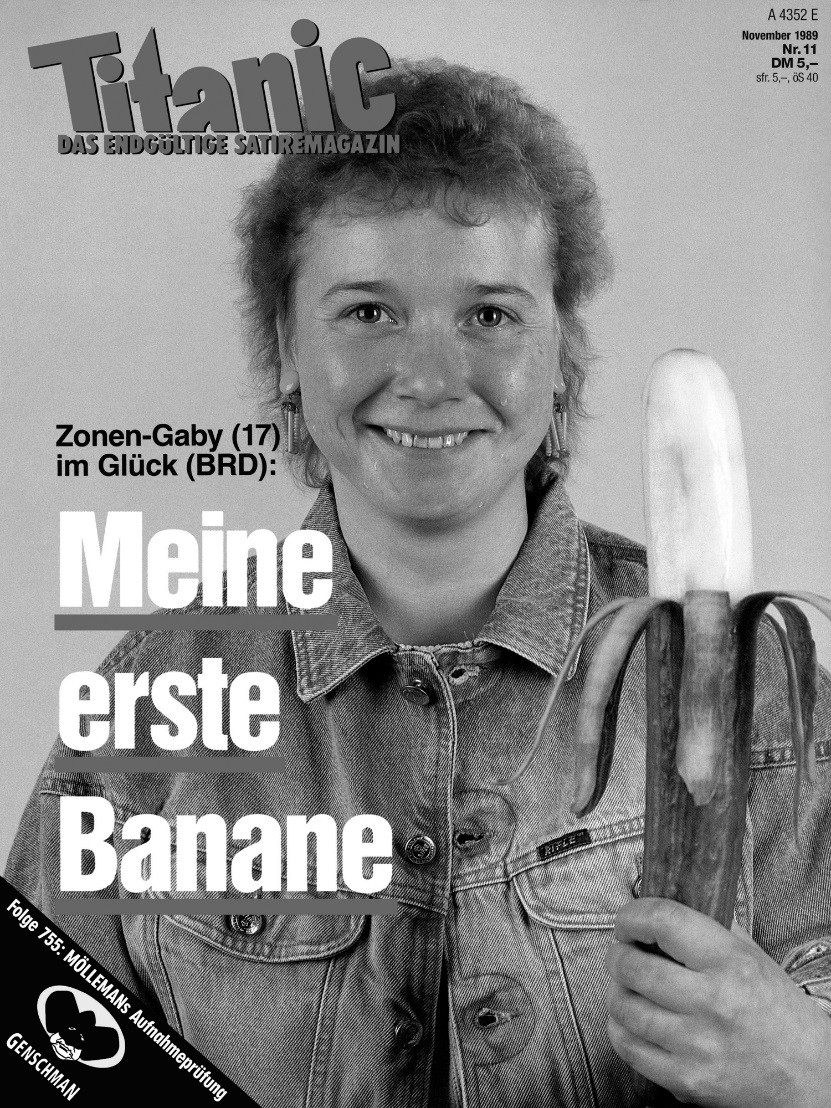 A 4352 E
November 1989
Nr. 11
DM 5,–
sfr. 5,–, öS 40
Titanic
DAS ENDGÜLTIGE SATIREMAGAZIN
Zonen-Gaby (17)
im Glück (BRD):
Meine
erste
Banane
RIFLE
Folge 755: MÖLLEMANs Aufnahmeprüfung
GENSCHMAN